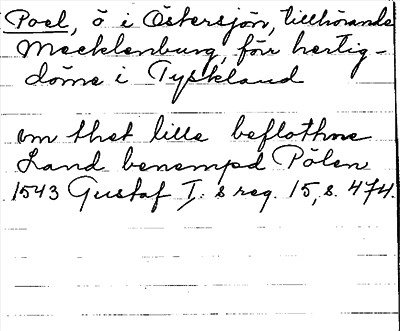 Poel, ö i Östersjön, tillhörande
Mecklenburg, förr hertig-
döme i Tyskland
om thet lille beflothne
Land benempd Pölen
1543 Gustaf I:s reg. 15, s. 474.